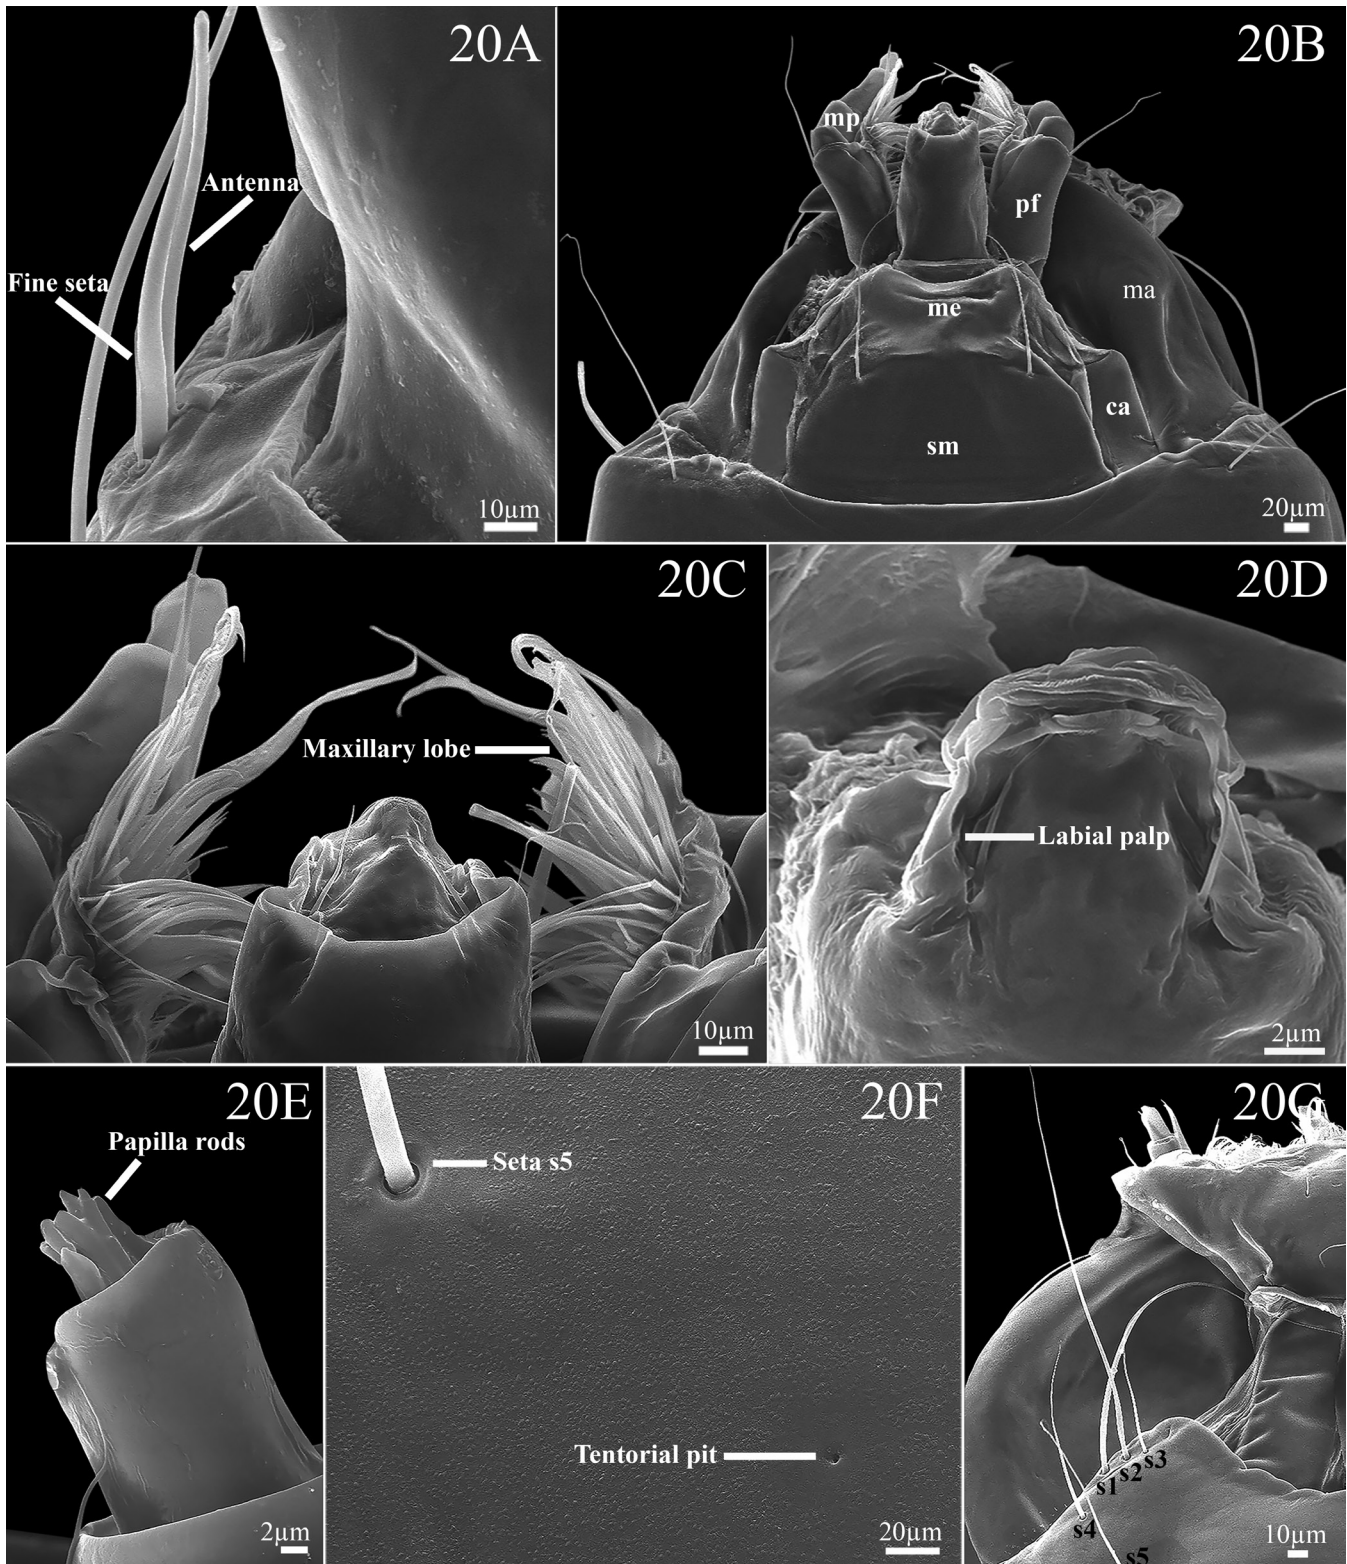 20A
Antenna
Fine seta
10µm
20B
mp
pf
ma
me
ca
sm
20µm
20C
Maxillary lobe
10µm
20D
Labial palp
2µm
20E
Papilla rods
2µm
20F
Seta s5
Tentorial pit
20µm
20G
s3
s2
s1
s4
s5
10µm